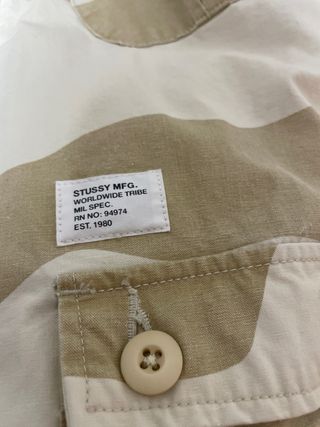 STUSSY MFG.
WORLDWIDE TRIBE
MIL SPEC.
RN NO: 94974
EST. 1980